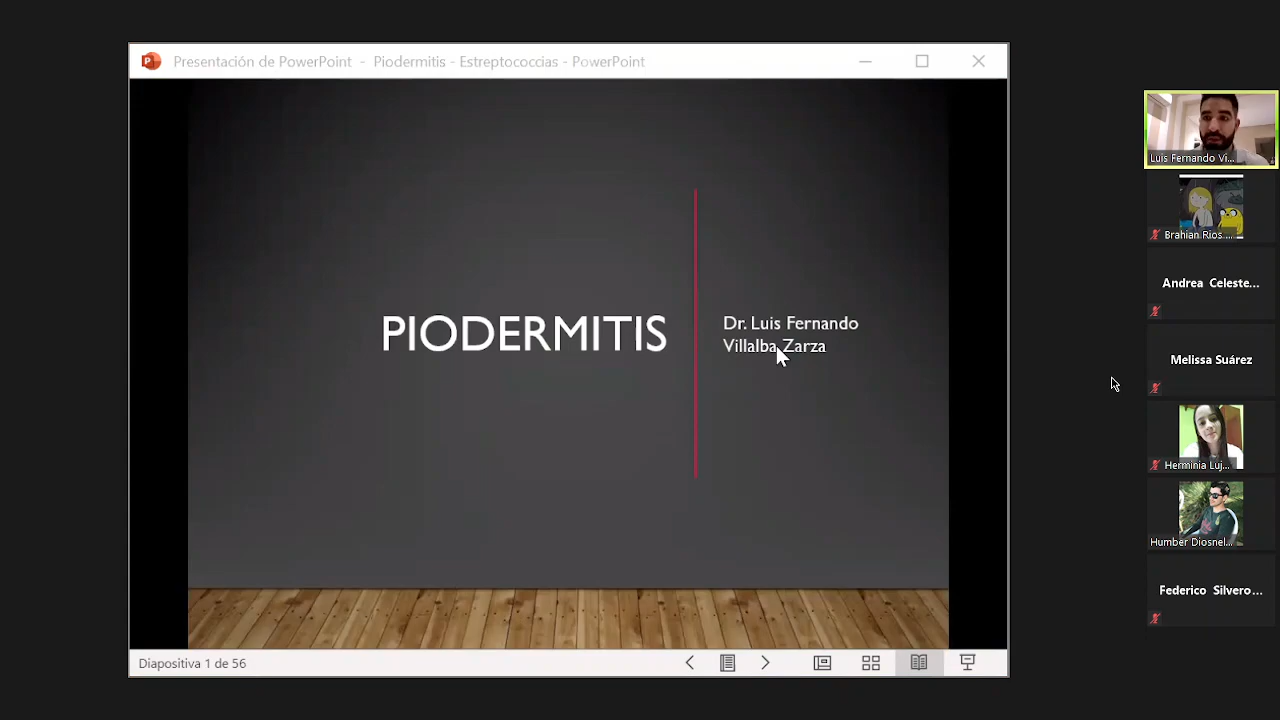 Presentación de PowerPoint - Piodermitis - Estreptococcias - PowerPoint
PIODERMITIS
Dr. Luis Fernando
Villalba Zarza
Diapositiva 1 de 56
Luis Fernando Vi...
Brahian Rios ...
Andrea Celeste...
Melissa Suárez
Herminia Luj...
Humber Diosnel...
Federico Silvero...